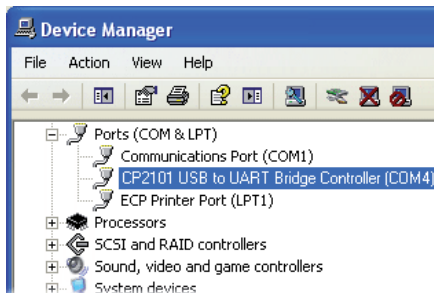 Device Manager
File Action View Help
Ports (COM & LPT)
Communications Port (COM1)
CP2101 USB to UART Bridge Controller (COM4)
ECP Printer Port (LPT1)
Processors
SCSI and RAID controllers
Sound, video and game controllers
System devices